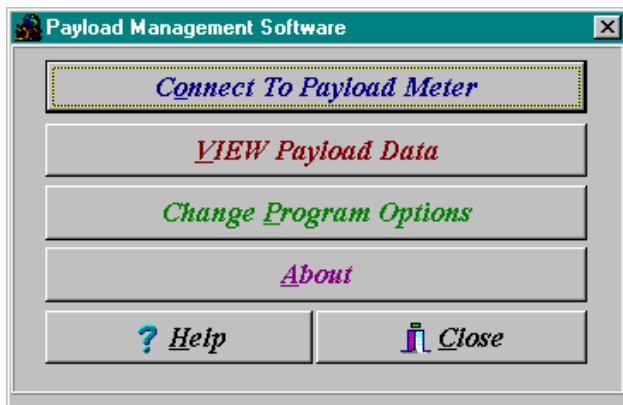 Payload Management Software
Connect To Payload Meter
VIEW Payload Data
Change Program Options
About
? Help
Close